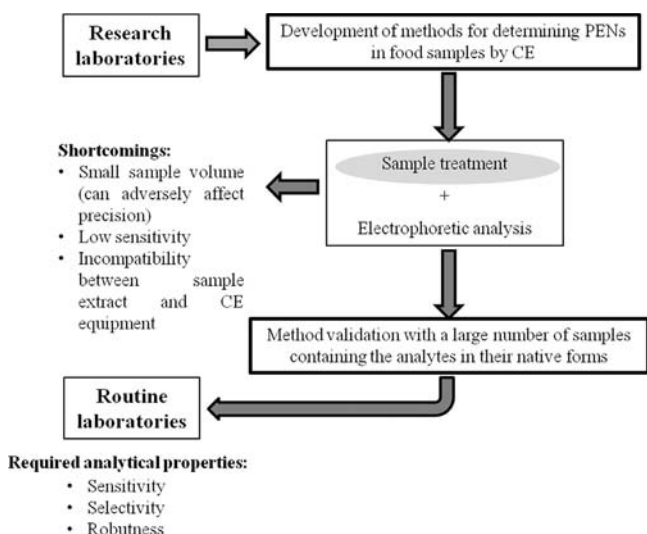 Research
laboratories
Development of methods for determining PENs
in food samples by CE
Shortcomings:
• Small sample volume
(can adversely affect
precision)
• Low sensitivity
• Incompatibility
between sample
extract and CE
equipment
Sample treatment
+
Electrophoretic analysis
Method validation with a large number of samples
containing the analytes in their native forms
Routine
laboratories
Required analytical properties:
• Sensitivity
• Selectivity
• Robutness